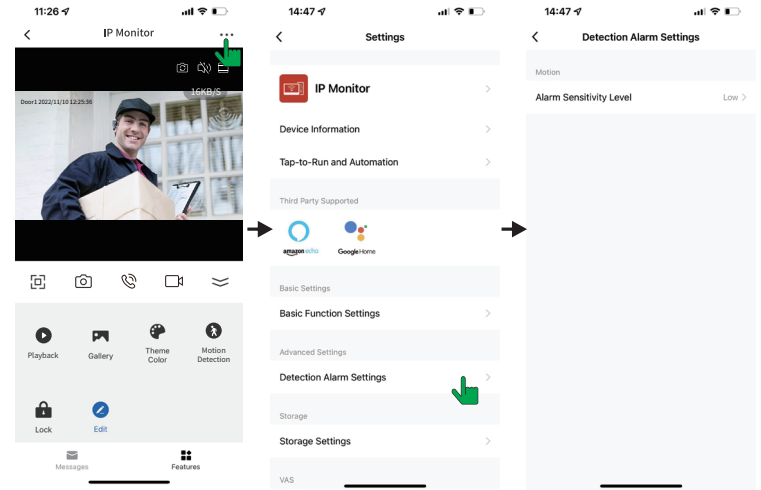 11:26
IP Monitor
16KB/S
Door1 2022/11/10 12:25:36
Playback
Gallery
Theme
Color
Motion
Detection
Lock
Edit
Messages
Features
14:47
Settings
IP Monitor
Device Information
Tap-to-Run and Automation
Third Party Supported
amazon echo
Google Home
Basic Settings
Basic Function Settings
Advanced Settings
Detection Alarm Settings
Storage
Storage Settings
VAS
14:47
Detection Alarm Settings
Motion
Alarm Sensitivity Level
Low